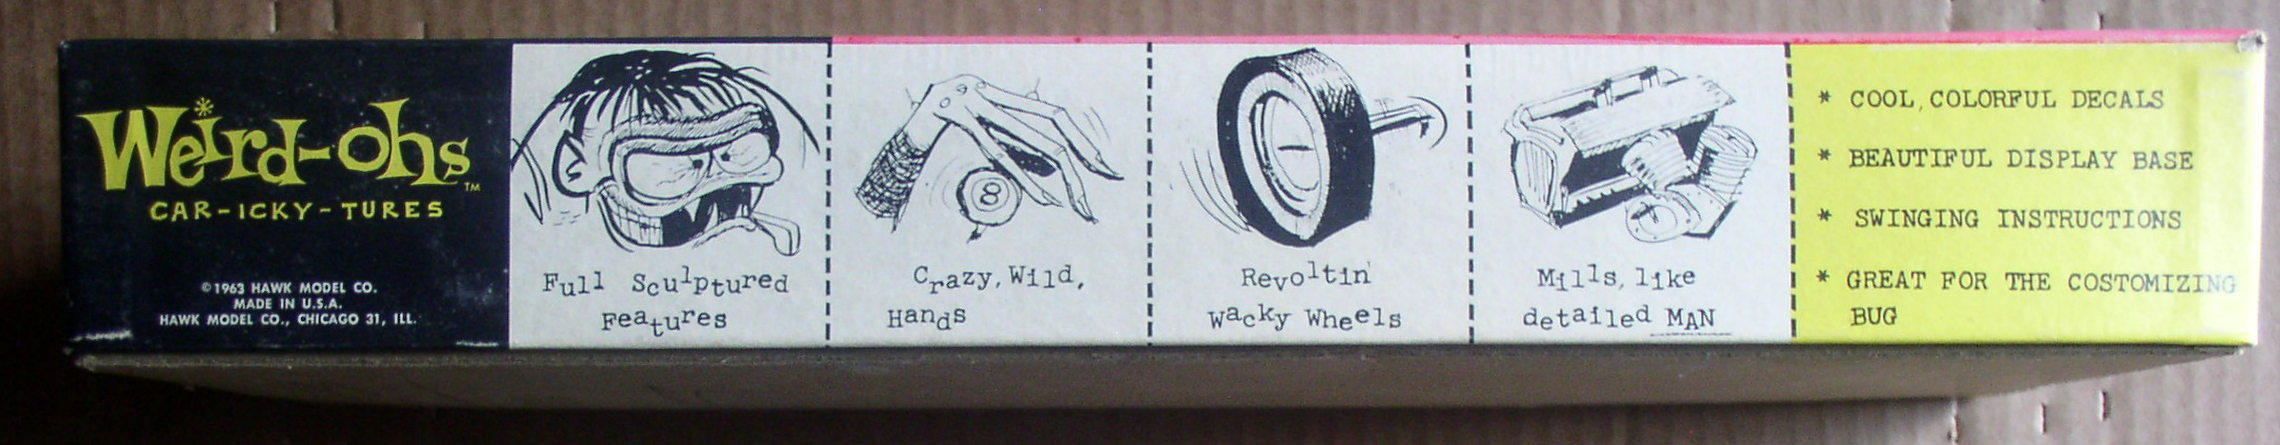 Weird-ohs TM
CAR-ICKY-TURES
©1963 HAWK MODEL CO.
MADE IN U.S.A.
HAWK MODEL CO., CHICAGO 31, ILL.
Full Sculptured
Features
Crazy, Wild,
Hands
8
Revoltin'
Wacky Wheels
Mills, like
detailed MAN
* COOL, COLORFUL DECALS
* BEAUTIFUL DISPLAY BASE
* SWINGING INSTRUCTIONS
* GREAT FOR THE COSTOMIZING
BUG